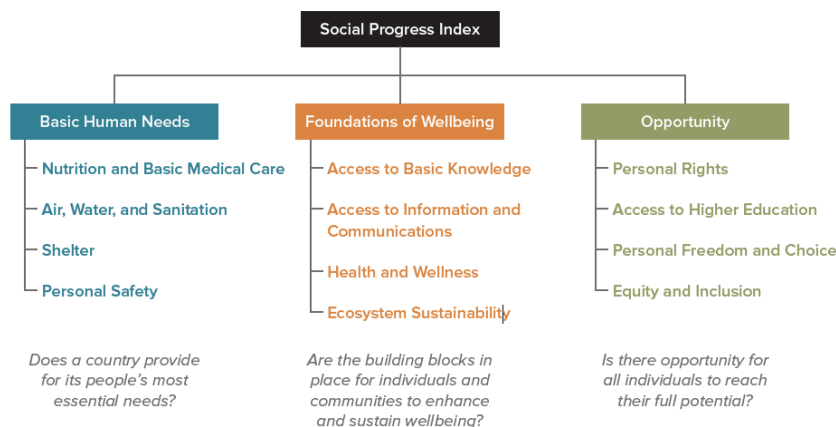 Social Progress Index
Basic Human Needs
Nutrition and Basic Medical Care
Air, Water, and Sanitation
Shelter
Personal Safety
Does a country provide
for its people's most
essential needs?
Foundations of Wellbeing
Access to Basic Knowledge
Access to Information and
Communications
Health and Wellness
Ecosystem Sustainability
Are the building blocks in
place for individuals and
communities to enhance
and sustain wellbeing?
Opportunity
Personal Rights
Access to Higher Education
Personal Freedom and Choice
Equity and Inclusion
Is there opportunity for
all individuals to reach
their full potential?